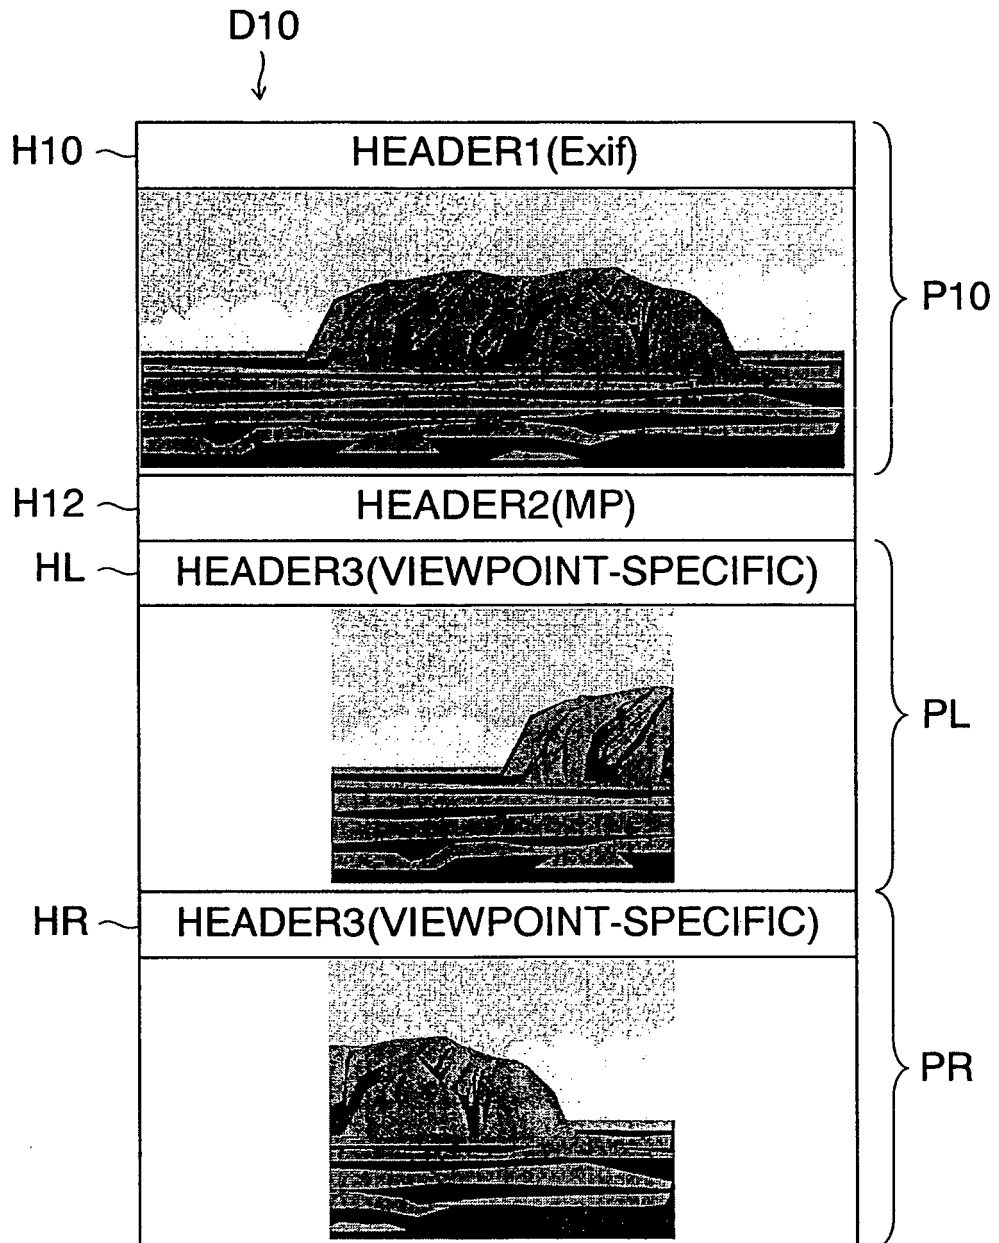 D10
H10
HEADER1(Exif)
P10
H12
HEADER2(MP)
HL
HEADER3(VIEWPOINT-SPECIFIC)
PL
HR
HEADER3(VIEWPOINT-SPECIFIC)
PR